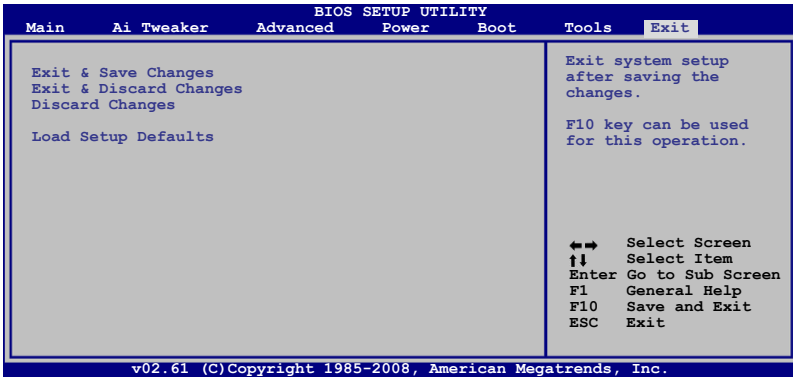 BIOS SETUP UTILITY
Main Ai Tweaker Advanced Power Boot Tools Exit
Exit & Save Changes
Exit & Discard Changes
Discard Changes
Load Setup Defaults
Exit system setup
after saving the
changes.
F10 key can be used
for this operation.
←→ Select Screen
↑↓ Select Item
Enter Go to Sub Screen
F1 General Help
F10 Save and Exit
ESC Exit
v02.61 (C)Copyright 1985-2008, American Megatrends, Inc.